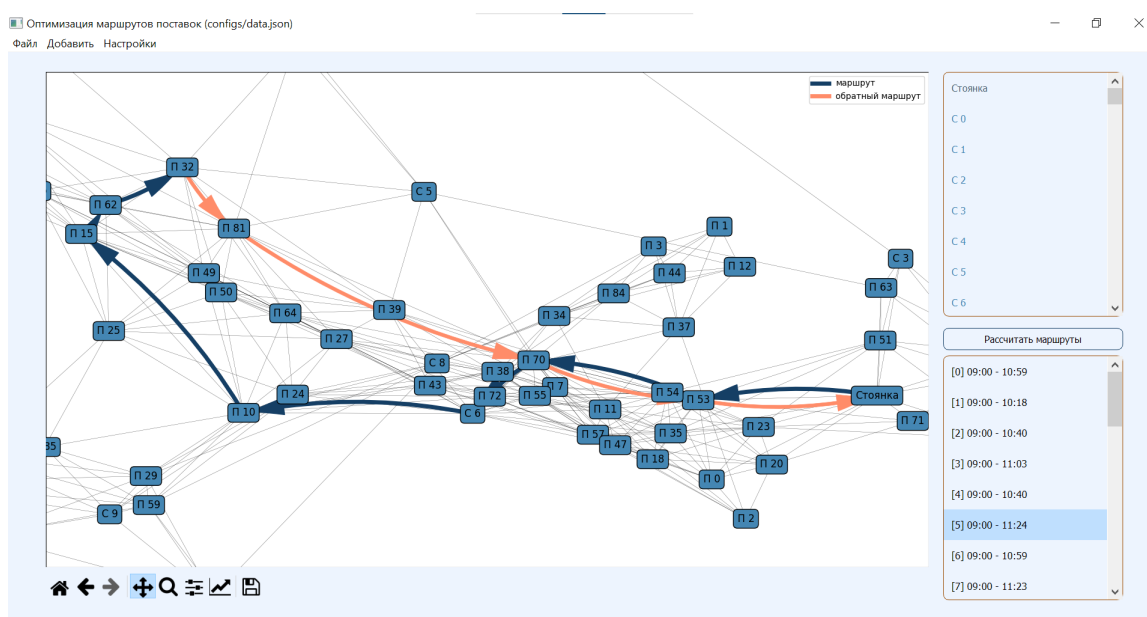 Оптимизация маршрутов поставок (configs/data.json)
Файл Добавить Настройки
маршрут
обратный маршрут
П 32
С 5
П 62
П 81
П 15
П 1
П 3
П 12
С 3
П 49
П 44
П 63
П 50
П 84
П 39
П 64
П 34
П 25
П 37
П 27
П 51
С 8
П 70
П 38
П 43
П 7
П 24
П 72
П 55
П 54
П 53
Стоянка
П 10
С 6
П 11
П 71
П 23
П 57
П 35
П 47
35
П 18
П 20
П 29
П 0
П 59
С 9
П 2
Стоянка
С 0
С 1
С 2
С 3
С 4
С 5
С 6
Рассчитать маршруты
[0] 09:00 - 10:59
[1] 09:00 - 10:18
[2] 09:00 - 10:40
[3] 09:00 - 11:03
[4] 09:00 - 10:40
[5] 09:00 - 11:24
[6] 09:00 - 10:59
[7] 09:00 - 11:23